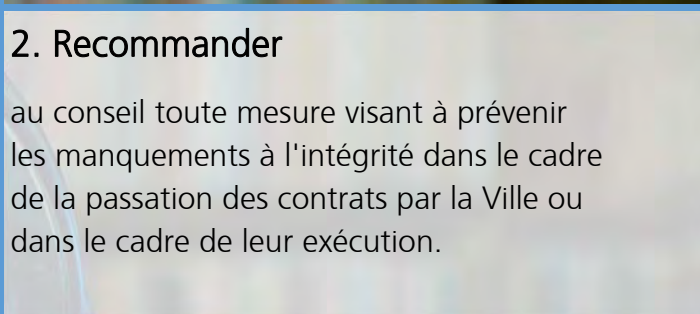 2. Recommander
au conseil toute mesure visant à prévenir
les manquements à l'intégrité dans le cadre
de la passation des contrats par la Ville ou
dans le cadre de leur exécution.